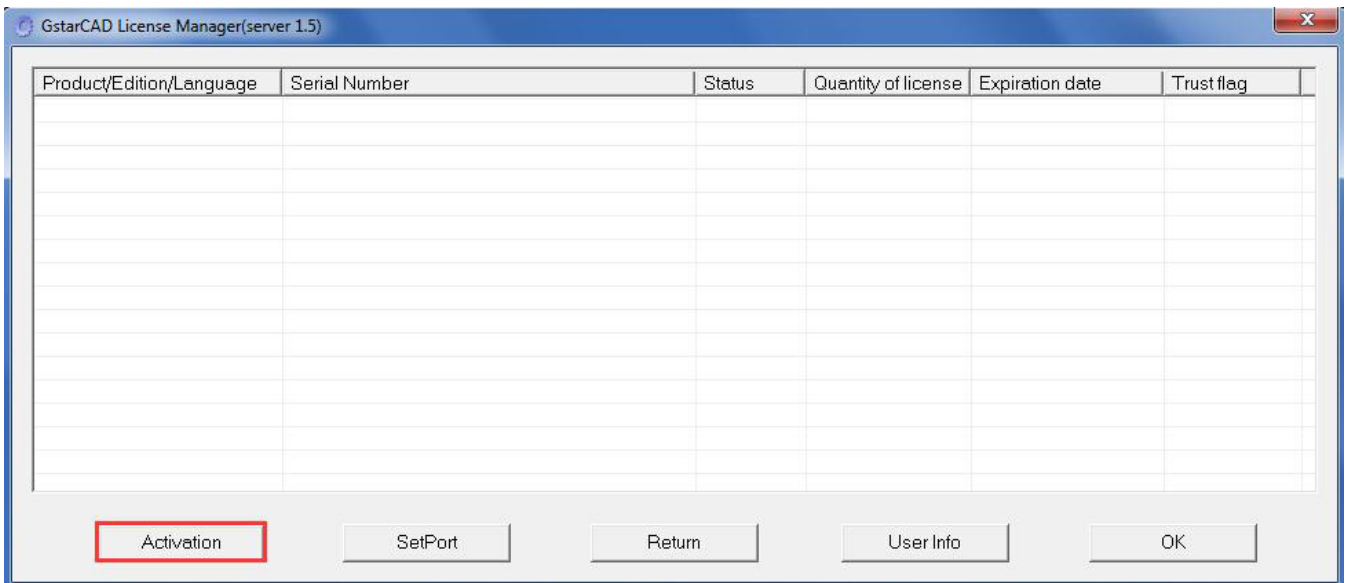 GstarCAD License Manager(server 1.5)
x
Product/Edition/Language Serial Number Status Quantity of license Expiration date Trust flag
Activation SetPort Return User Info OK